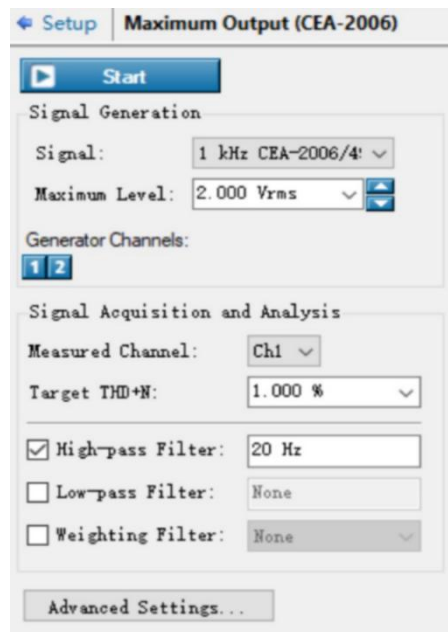 Setup Maximum Output (CEA-2006)
Start
Signal Generation
Signal: 1 kHz CEA-2006/4
Maximum Level: 2.000 Vrms
Generator Channels:
1 2
Signal Acquisition and Analysis
Measured Channel: Ch1
Target THD+N: 1.000 %
High-pass Filter: 20 Hz
Low-pass Filter: None
Weighting Filter: None
Advanced Settings...